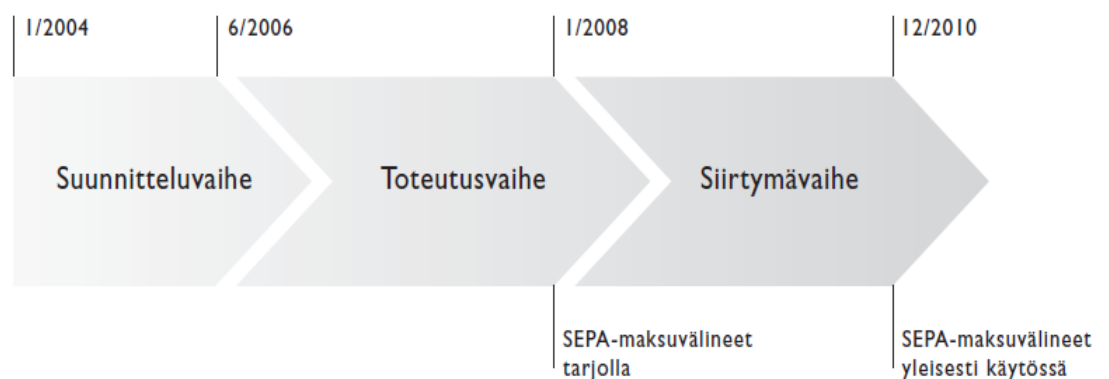 1/2004
6/2006
1/2008
12/2010
Suunnitteluvaihe
Toteutusvaihe
Siirtymävaihe
SEPA-maksuvälineet
tarjolla
SEPA-maksuvälineet
yleisesti käytössä